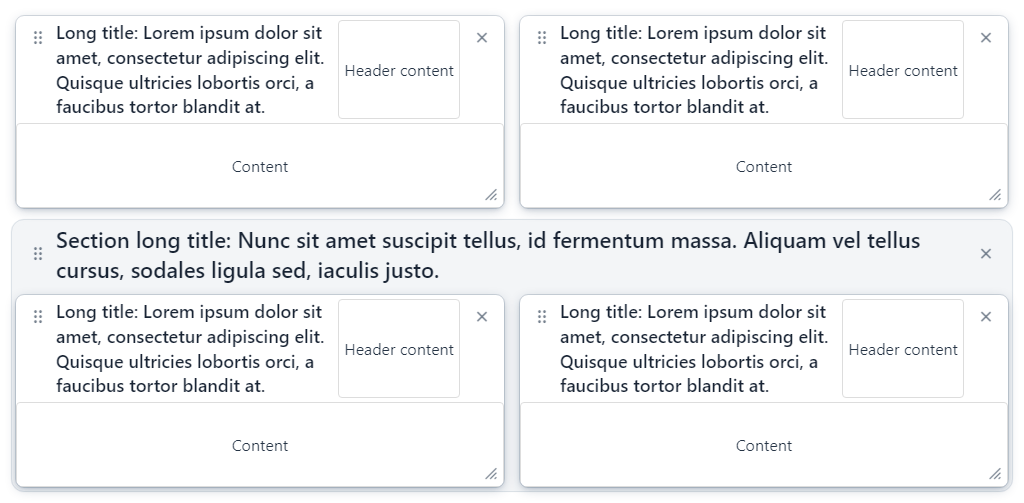 Long title: Lorem ipsum dolor sit
amet, consectetur adipiscing elit.
Quisque ultricies lobortis orci, a
faucibus tortor blandit at.
Header content
Content
Long title: Lorem ipsum dolor sit
amet, consectetur adipiscing elit.
Quisque ultricies lobortis orci, a
faucibus tortor blandit at.
Header content
Content
Section long title: Nunc sit amet suscipit tellus, id fermentum massa. Aliquam vel tellus
cursus, sodales ligula sed, iaculis justo.
Long title: Lorem ipsum dolor sit
amet, consectetur adipiscing elit.
Quisque ultricies lobortis orci, a
faucibus tortor blandit at.
Header content
Content
Long title: Lorem ipsum dolor sit
amet, consectetur adipiscing elit.
Quisque ultricies lobortis orci, a
faucibus tortor blandit at.
Header content
Content